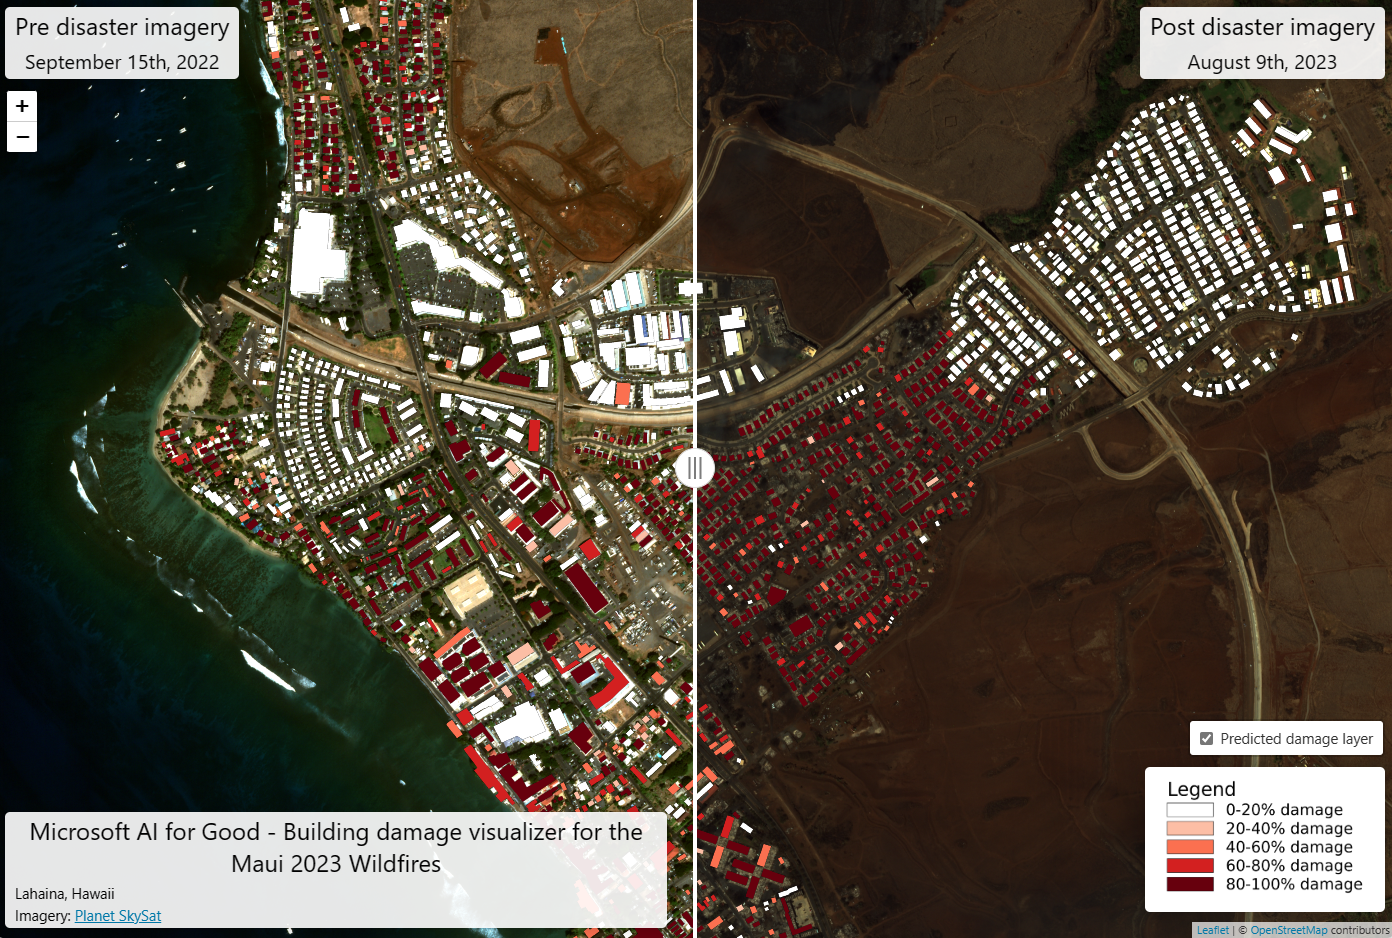 Pre disaster imagery
September 15th, 2022
Post disaster imagery
August 9th, 2023
+
−
Predicted damage layer
Legend
0-20% damage
20-40% damage
40-60% damage
60-80% damage
80-100% damage
Microsoft AI for Good - Building damage visualizer for the
Maui 2023 Wildfires
Lahaina, Hawaii
Imagery: Planet SkySat
Leaflet | © OpenStreetMap contributors